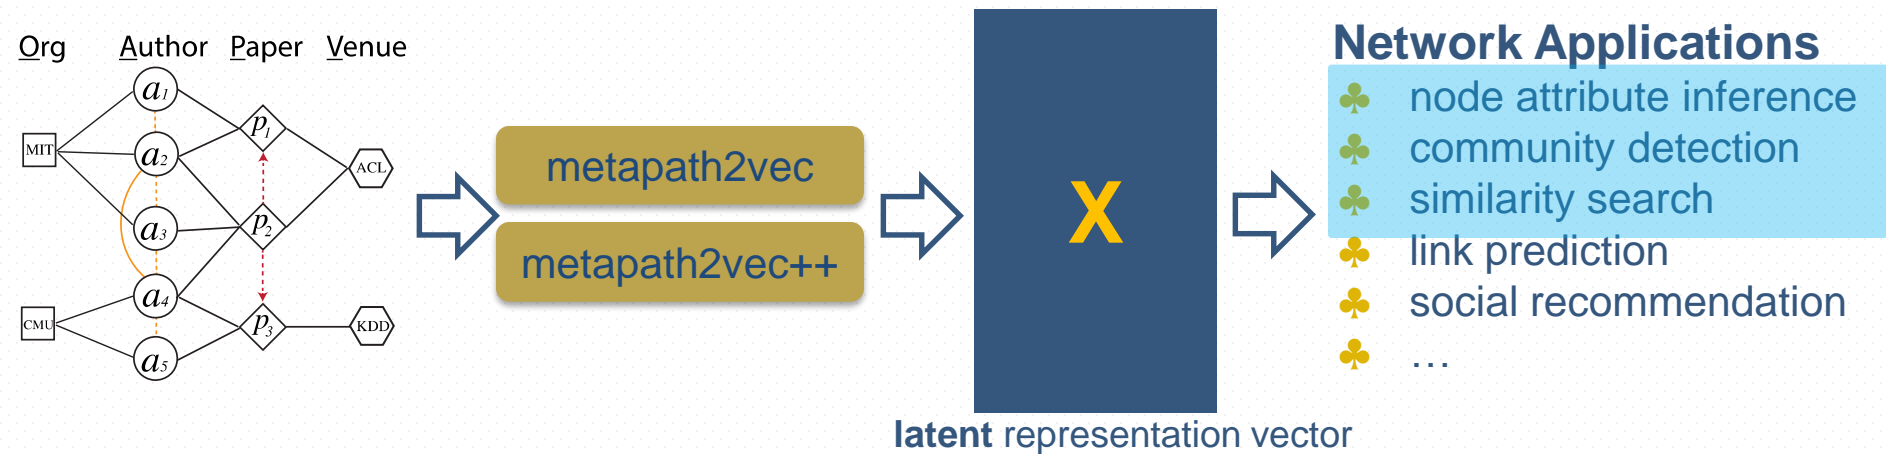 Org Author Paper Venue
a1
a2
a3
a4
a5
MIT
CMU
p1
p2
p3
ACL
KDD
metapath2vec
metapath2vec++
X
latent representation vector
Network Applications
♣ node attribute inference
♣ community detection
♣ similarity search
♣ link prediction
♣ social recommendation
♣ …